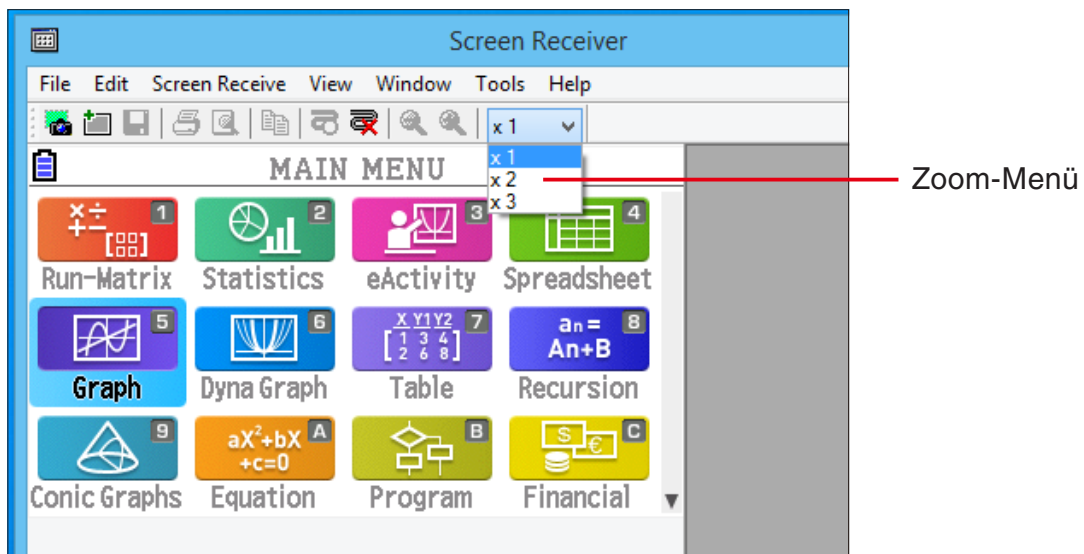 Screen Receiver
File Edit Screen Receive View Window Tools Help
x 1
MAIN MENU
x 1
x 2
x 3
Zoom-Menü
1 2 3 4
Run-Matrix Statistics eActivity Spreadsheet
5 6 X Y1 Y2 7 an= 8
1 3 4 An+B
2 6 8
Graph Dyna Graph Table Recursion
9 aX²+bX A B $ € C
+c=0
Conic Graphs Equation Program Financial